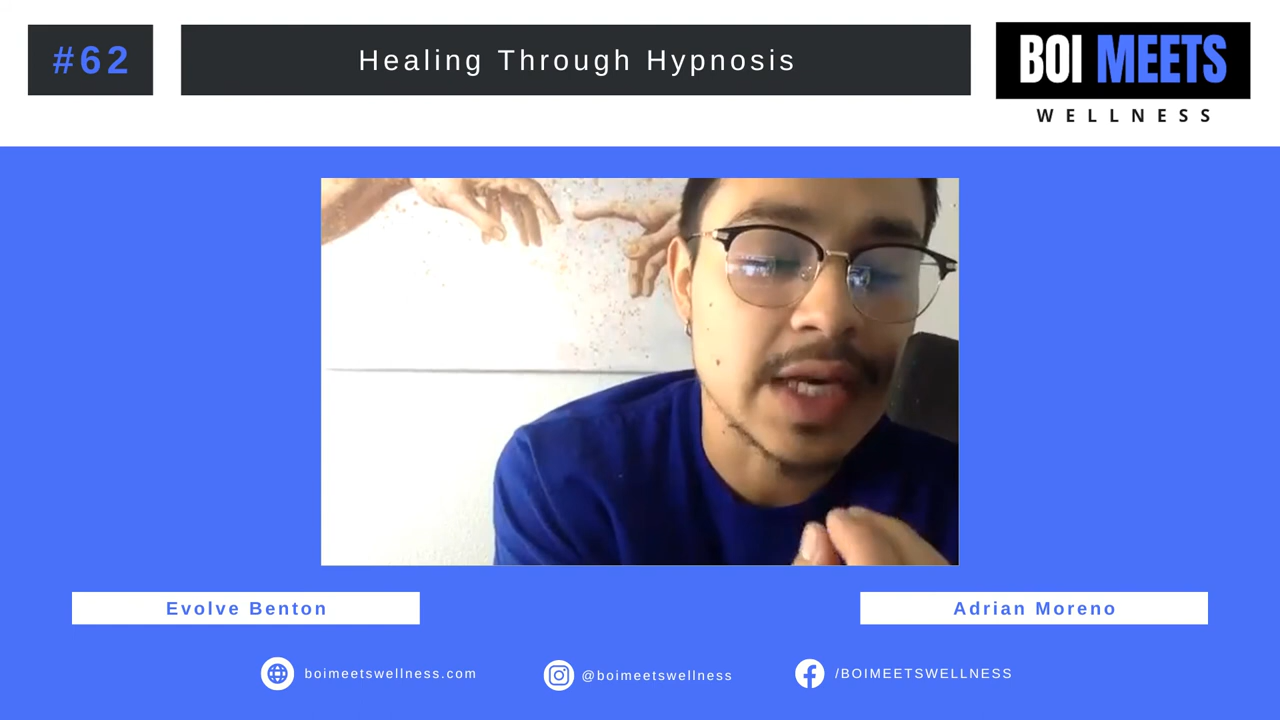 #62
Healing Through Hypnosis
BOI MEETS
WELLNESS
Evolve Benton
Adrian Moreno
boimeetswellness.com
@boimeetswellness
/BOIMEETSWELLNESS